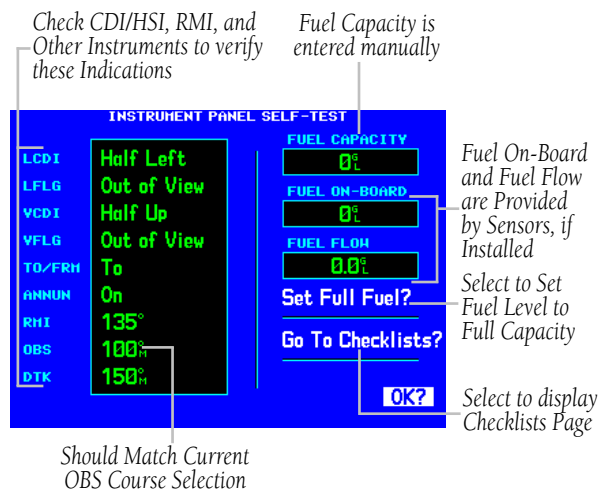 Check CDI/HSI, RMI, and
Other Instruments to verify
these Indications
Fuel Capacity is
entered manually
INSTRUMENT PANEL SELF-TEST
LCDI Half Left
LFLG Out of View
VCDI Half Up
VFLG Out of View
TO/FRM To
ANNUN On
RMI 135°
OBS 100°M
DTK 150°M
FUEL CAPACITY
0GL
FUEL ON-BOARD
0GL
FUEL FLOW
0.0GL
Set Full Fuel?
Go To Checklists?
OK?
Fuel On-Board
and Fuel Flow
are Provided
by Sensors, if
Installed
Select to Set
Fuel Level to
Full Capacity
Select to display
Checklists Page
Should Match Current
OBS Course Selection